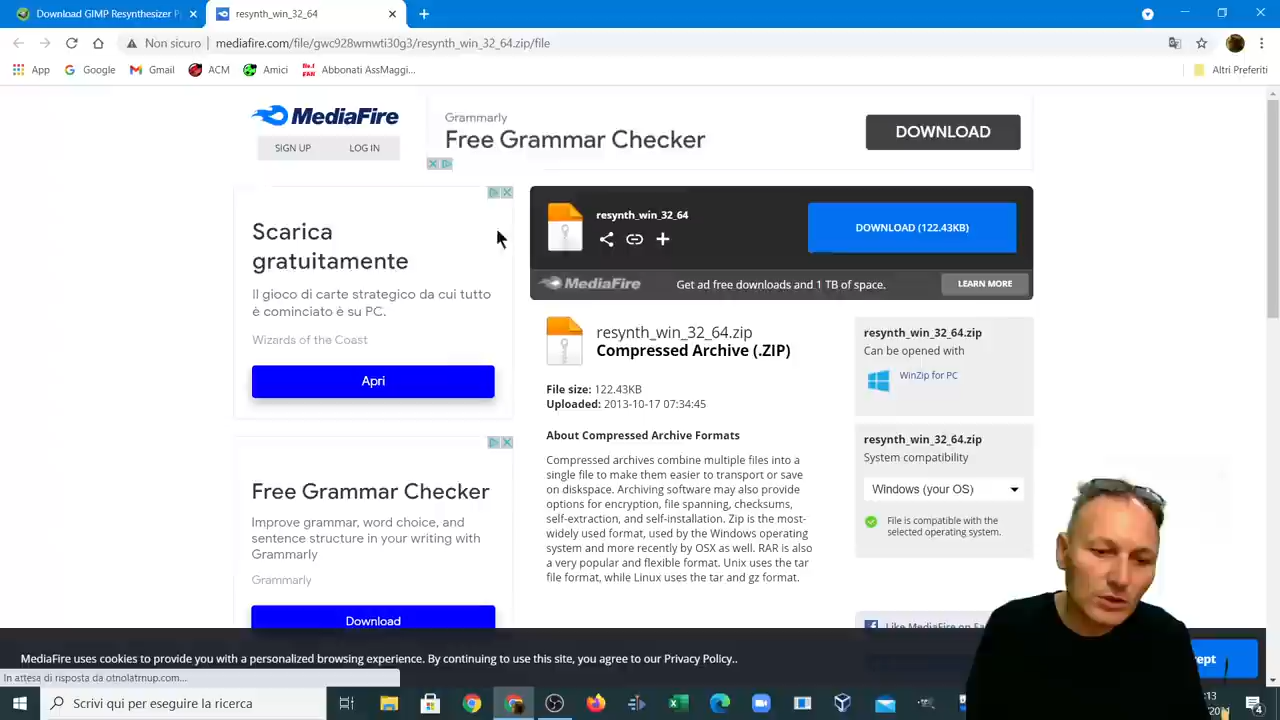 Download GIMP Resynthesizer P
resynth_win_32_64
Non sicuro
mediafire.com/file/gwc928wmwti30g3/resynth_win_32_64.zip/file
App
Google
Gmail
ACM
Amici
Abbonati AssMaggi...
Altri Preferiti
MediaFire
SIGN UP
LOG IN
Grammarly
Free Grammar Checker
DOWNLOAD
Scarica
gratuitamente
Il gioco di carte strategico da cui tutto
è cominciato è su PC.
Wizards of the Coast
Apri
resynth_win_32_64
DOWNLOAD (122.43KB)
MediaFire
Get ad free downloads and 1 TB of space.
LEARN MORE
resynth_win_32_64.zip
Compressed Archive (.ZIP)
File size: 122.43KB
Uploaded: 2013-10-17 07:34:45
About Compressed Archive Formats
Compressed archives combine multiple files into a
single file to make them easier to transport or save
on diskspace. Archiving software may also provide
options for encryption, file spanning, checksums,
self-extraction, and self-installation. Zip is the most-
widely used format, used by the Windows operating
system and more recently by OSX as well. RAR is also
a very popular and flexible format. Unix uses the tar
file format, while Linux uses the tar and gz format.
resynth_win_32_64.zip
Can be opened with
WinZip for PC
resynth_win_32_64.zip
System compatibility
Windows (your OS)
File is compatible with the
selected operating system.
Free Grammar Checker
Improve grammar, word choice, and
sentence structure in your writing with
Grammarly
Grammarly
Download
Like MediaFire on
MediaFire uses cookies to provide you with a personalized browsing experience. By continuing to use this site, you agree to our Privacy Policy..
In attesa di risposta da otnolatrnup.com...
Scrivi qui per eseguire la ricerca
4